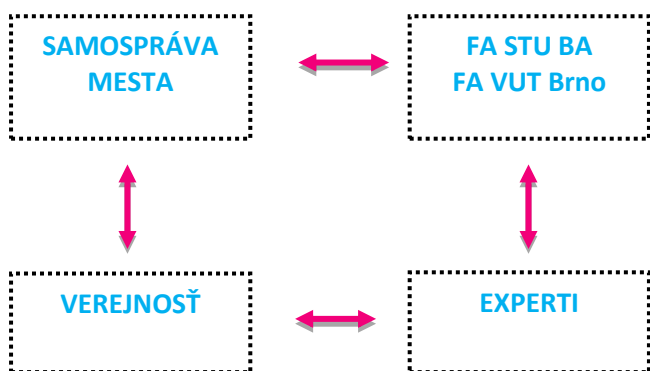 SAMOSPRÁVA
MESTA
FA STU BA
FA VUT Brno
VEREJNOSŤ
EXPERTI